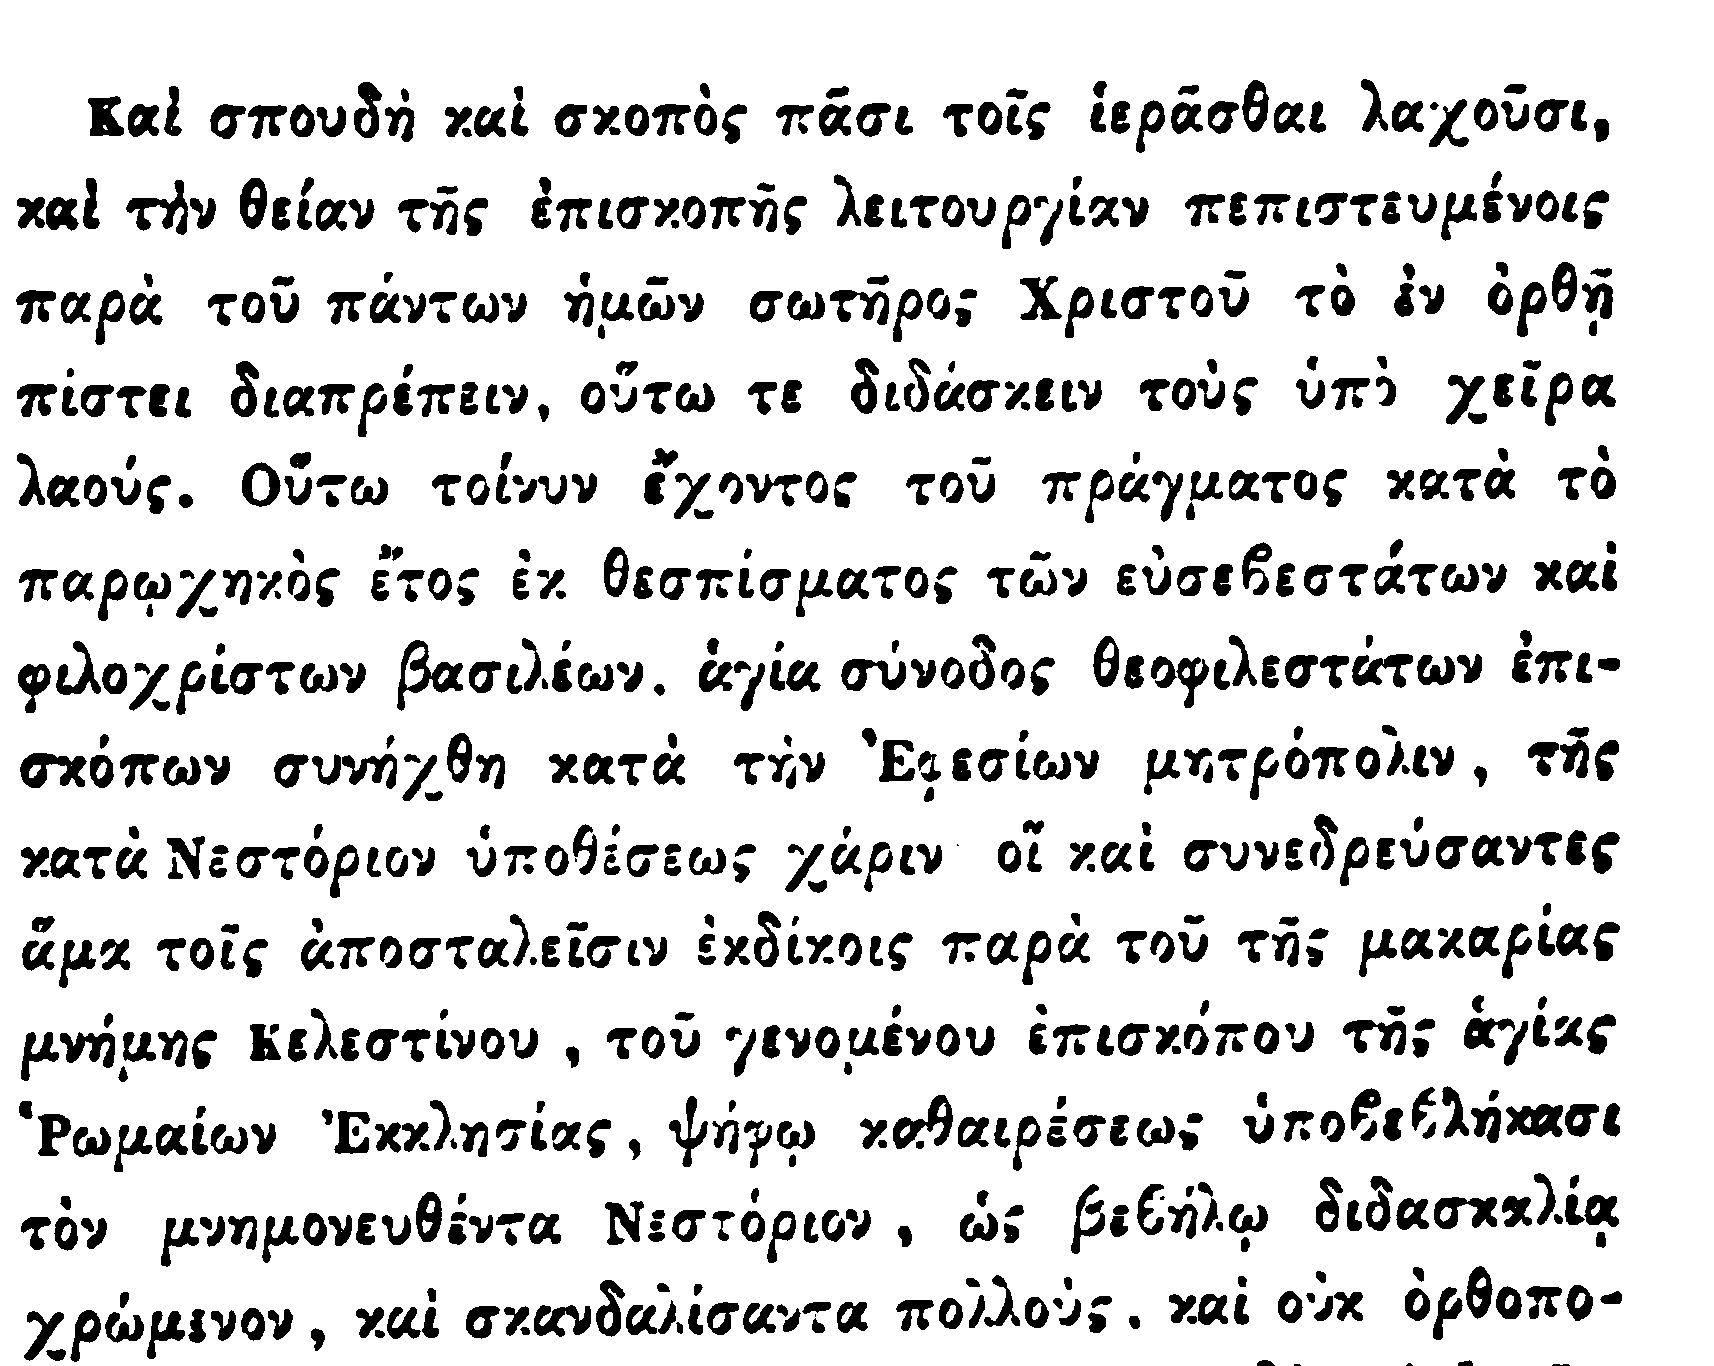 Καὶ σπουδὴ καὶ σκοπὸς πᾶσι τοῖς ἱερᾶσθαι λαχοῦσι,
καὶ τὴν θείαν τῆς ἐπισκοπῆς λειτουργίαν πεπιστευμένοις
παρὰ τοῦ πάντων ἡμῶν σωτῆρος Χριστοῦ τὸ ἐν ὀρθῇ
πίστει διαπρέπειν, οὕτω τε διδάσκειν τοὺς ὑπὸ χεῖρα
λαούς. Οὕτω τοίνυν ἔχοντος τοῦ πράγματος κατὰ τὸ
παρῳχηκὸς ἔτος ἐκ θεσπίσματος τῶν εὐσεϐεστάτων καὶ
φιλοχρίστων βασιλέων. ἁγία σύνοδος θεοφιλεστάτων ἐπι-
σκόπων συνήχθη κατὰ τὴν Ἐφεσίων μητρόπολιν, τῆς
κατὰ Νεστόριον ὑποθέσεως χάριν οἳ καὶ συνεδρεύσαντες
ἅμα τοῖς ἀποσταλεῖσιν ἐκδίκοις παρὰ τοῦ τῆς μακαρίας
μνήμης Κελεστίνου, τοῦ γενομένου ἐπισκόπου τῆς ἁγίας
Ῥωμαίων Ἐκκλησίας, ψήφῳ καθαιρέσεως ὑποϐεϐλήκασι
τὸν μνημονευθέντα Νεστόριον, ὡς βεϐήλῳ διδασκαλίᾳ
χρώμενον, καὶ σκανδαλίσαντα πολλούς. καὶ οὐκ ὀρθοπο-